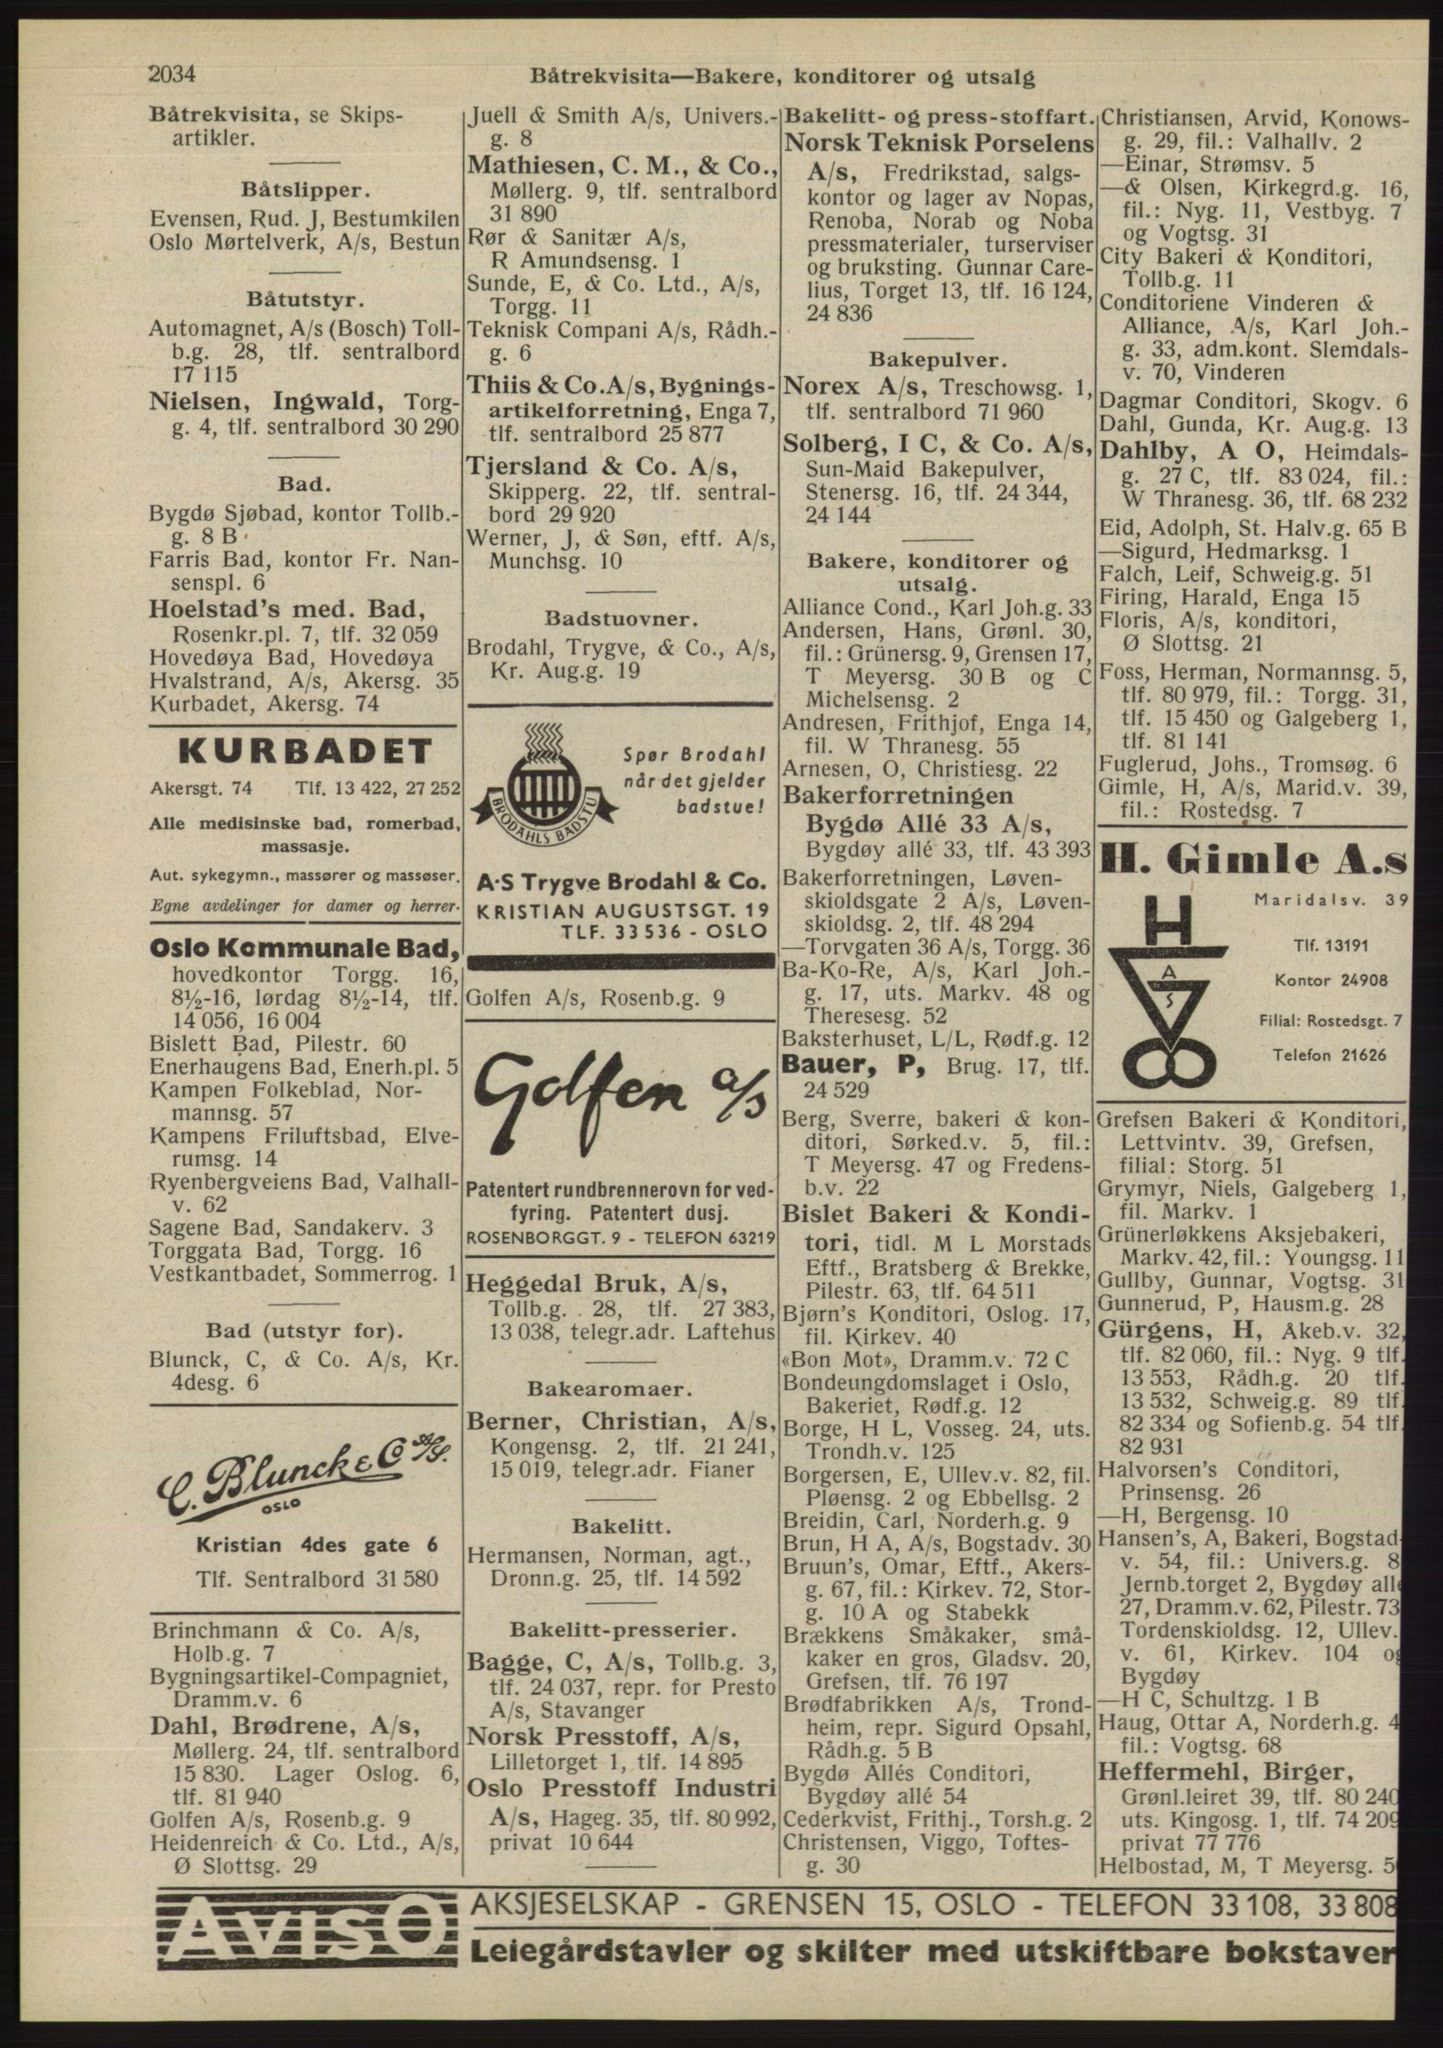 2034
Båtrekvisita—Bakere, konditorer og utsalg
Båtrekvisita, se Skips-
artikler.
Båtslipper.
Evensen, Rud. J, Bestumkilen
Oslo Mørtelverk, A/s, Bestun
Båtutstyr.
Automagnet, A/s (Bosch) Toll-
b.g. 28, tlf. sentralbord
17 115
Nielsen, Ingwald, Torg-
g. 4, tlf. sentralbord 30 290
Bad.
Bygdø Sjøbad, kontor Tollb.-
g. 8 B
Farris Bad, kontor Fr. Nan-
senspl. 6
Hoelstad's med. Bad,
Rosenkr.pl. 7, tlf. 32 059
Hovedøya Bad, Hovedøya
Hvalstrand, A/s, Akersg. 35
Kurbadet, Akersg. 74
KURBADET
Akersgt. 74 Tlf. 13 422, 27 252
Alle medisinske bad, romerbad,
massasje.
Aut. sykegymn., massører og massøser.
Egne avdelinger for damer og herrer.
Oslo Kommunale Bad,
hovedkontor Torgg. 16,
8½-16, lørdag 8½-14, tlf.
14 056, 16 004
Bislett Bad, Pilestr. 60
Enerhaugens Bad, Enerh.pl. 5
Kampen Folkeblad, Nor-
mannsg. 57
Kampens Friluftsbad, Elve-
rumsg. 14
Ryenbergveiens Bad, Valhall-
v. 62
Sagene Bad, Sandakerv. 3
Torggata Bad, Torgg. 16
Vestkantbadet, Sommerrog. 1
Bad (utstyr for).
Blunck, C, & Co. A/s, Kr.
4desg. 6
C. Blunck & Co A/S.
OSLO
Kristian 4des gate 6
Tlf. Sentralbord 31 580
Brinchmann & Co. A/s,
Holb.g. 7
Bygningsartikel-Compagniet,
Dramm.v. 6
Dahl, Brødrene, A/s,
Møllerg. 24, tlf. sentralbord
15 830. Lager Oslog. 6,
tlf. 81 940
Golfen A/s, Rosenb.g. 9
Heidenreich & Co. Ltd., A/s,
Ø Slottsg. 29
Juell & Smith A/s, Univers.-
g. 8
Mathiesen, C. M., & Co.,
Møllerg. 9, tlf. sentralbord
31 890
Rør & Sanitær A/s,
R Amundsensg. 1
Sunde, E, & Co. Ltd., A/s,
Torgg. 11
Teknisk Compani A/s, Rådh.-
g. 6
Thiis & Co. A/s, Bygnings-
artikelforretning, Enga 7,
tlf. sentralbord 25 877
Tjersland & Co. A/s,
Skipperg. 22, tlf. sentral-
bord 29 920
Werner, J, & Søn, eftf. A/s,
Munchsg. 10
Badstuovner.
Brodahl, Trygve, & Co., A/s,
Kr. Aug.g. 19
BRODAHLS BADSTU
Spør Brodahl
når det gjelder
badstue!
A·S Trygve Brodahl & Co.
KRISTIAN AUGUSTSGT. 19
TLF. 33536 - OSLO
Golfen A/s, Rosenb.g. 9
Golfen a/s
Patentert rundbrennerovn for ved-
fyring. Patentert dusj.
ROSENBORGGT. 9 - TELEFON 63219
Heggedal Bruk, A/s,
Tollb.g. 28, tlf. 27 383,
13 038, telegr.adr. Laftehus
Bakearomaer.
Berner, Christian, A/s,
Kongensg. 2, tlf. 21 241,
15 019, telegr.adr. Fianer
Bakelitt.
Hermansen, Norman, agt.,
Dronn.g. 25, tlf. 14 592
Bakelitt-presserier.
Bagge, C, A/s, Tollb.g. 3,
tlf. 24 037, repr. for Presto
A/s, Stavanger
Norsk Presstoff, A/s,
Lilletorget 1, tlf. 14 895
Oslo Presstoff Industri
A/s, Hageg. 35, tlf. 80 992,
privat 10 644
Bakelitt- og press-stoffart.
Norsk Teknisk Porselens
A/s, Fredrikstad, salgs-
kontor og lager av Nopas,
Renoba, Norab og Noba
pressmaterialer, turserviser
og bruksting. Gunnar Care-
lius, Torget 13, tlf. 16 124,
24 836
Bakepulver.
Norex A/s, Treschowsg. 1,
tlf. sentralbord 71 960
Solberg, I C, & Co. A/s,
Sun-Maid Bakepulver,
Stenersg. 16, tlf. 24 344,
24 144
Bakere, konditorer og
utsalg.
Alliance Cond., Karl Joh.g. 33
Andersen, Hans, Grønl. 30,
fil.: Grünersg. 9, Grensen 17,
T Meyersg. 30 B og C
Michelsensg. 2
Andresen, Frithjof, Enga 14,
fil. W Thranesg. 55
Arnesen, O, Christiesg. 22
Bakerforretningen
Bygdø Allé 33 A/s,
Bygdøy allé 33, tlf. 43 393
Bakerforretningen, Løven-
skioldsgate 2 A/s, Løven-
skioldsg. 2, tlf. 48 294
—Torvgaten 36 A/s, Torgg. 36
Ba-Ko-Re, A/s, Karl Joh.-
g. 17, uts. Markv. 48 og
Theresesg. 52
Baksterhuset, L/L, Rødf.g. 12
Bauer, P, Brug. 17, tlf.
24 529
Berg, Sverre, bakeri & kon-
ditori, Sørked.v. 5, fil.:
T Meyersg. 47 og Fredens-
b.v. 22
Bislet Bakeri & Kondi-
tori, tidl. M L Morstads
Eftf., Bratsberg & Brekke,
Pilestr. 63, tlf. 64 511
Bjørn's Konditori, Oslog. 17,
fil. Kirkev. 40
«Bon Mot», Dramm.v. 72 C
Bondeungdomslaget i Oslo,
Bakeriet, Rødf.g. 12
Borge, H L, Vosseg. 24, uts.
Trondh.v. 125
Borgersen, E, Ullev.v. 82, fil.
Pløensg. 2 og Ebbellsg. 2
Breidin, Carl, Norderh.g. 9
Brun, H A, A/s, Bogstadv. 30
Bruun's, Omar, Eftf., Akers-
g. 67, fil.: Kirkev. 72, Stor-
g. 10 A og Stabekk
Brækkens Småkaker, små-
kaker en gros, Gladsv. 20,
Grefsen, tlf. 76 197
Brødfabrikken A/s, Trond-
heim, repr. Sigurd Opsahl,
Rådh.g. 5 B
Bygdø Allés Conditori,
Bygdøy allé 54
Cederkvist, Frithj., Torsh.g. 2
Christensen, Viggo, Toftes-
g. 30
Christiansen, Arvid, Konows-
g. 29, fil.: Valhallv. 2
—Einar, Strømsv. 5
—& Olsen, Kirkegrd.g. 16,
fil.: Nyg. 11, Vestbyg. 7
og Vogtsg. 31
City Bakeri & Konditori,
Tollb.g. 11
Conditoriene Vinderen &
Alliance, A/s, Karl Joh.-
g. 33, adm.kont. Slemdals-
v. 70, Vinderen
Dagmar Conditori, Skogv. 6
Dahl, Gunda, Kr. Aug.g. 13
Dahlby, A O, Heimdals-
g. 27 C, tlf. 83 024, fil.:
W Thranesg. 36, tlf. 68 232
Eid, Adolph, St. Halv.g. 65 B
—Sigurd, Hedmarksg. 1
Falch, Leif, Schweig.g. 51
Firing, Harald, Enga 15
Floris, A/s, konditori,
Ø Slottsg. 21
Foss, Herman, Normannsg. 5,
tlf. 80 979, fil.: Torgg. 31,
tlf. 15 450 og Galgeberg 1,
tlf. 81 141
Fuglerud, Johs., Tromsøg. 6
Gimle, H, A/s, Marid.v. 39,
fil.: Rostedsg. 7
H. Gimle A.s
H
A
S
Maridalsv. 39
Tlf. 13191
Kontor 24908
Filial: Rostedsgt. 7
Telefon 21626
Grefsen Bakeri & Konditori,
Lettvintv. 39, Grefsen,
filial: Storg. 51
Grymyr, Niels, Galgeberg 1,
fil. Markv. 1
Grünerløkkens Aksjebakeri,
Markv. 42, fil.: Youngsg. 11
Gullby, Gunnar, Vogtsg. 31
Gunnerud, P, Hausm.g. 28
Gürgens, H, Åkeb.v. 32,
tlf. 82 060, fil.: Nyg. 9 tlf.
13 553, Rådh.g. 20 tlf.
13 532, Schweig.g. 89 tlf.
82 334 og Sofienb.g. 54 tlf.
82 931
Halvorsen's Conditori,
Prinsensg. 26
—H, Bergensg. 10
Hansen's, A, Bakeri, Bogstad-
v. 54, fil.: Univers.g. 8
Jernb.torget 2, Bygdøy alle
27, Dramm.v. 62, Pilestr. 73
Tordenskioldsg. 12, Ullev.
v. 61, Kirkev. 104 og
Bygdøy
—H C, Schultzg. 1 B
Haug, Ottar A, Norderh.g. 4
fil.: Vogtsg. 68
Heffermehl, Birger,
Grønl.leiret 39, tlf. 80 240
uts. Kingosg. 1, tlf. 74 209
privat 77 776
Helbostad, M, T Meyersg. 5
AVISO
AKSJESELSKAP - GRENSEN 15, OSLO - TELEFON 33 108, 33 808
Leiegårdstavler og skilter med utskiftbare bokstaver